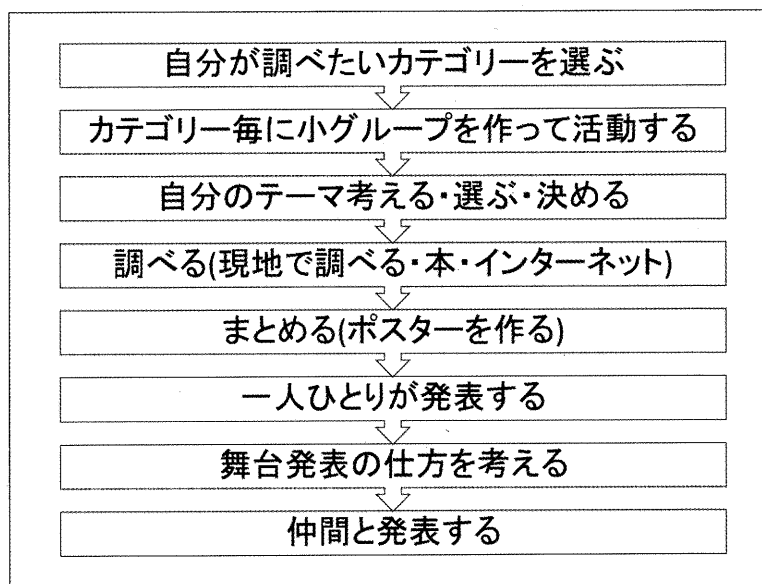 自分が調べたいカテゴリーを選ぶ
カテゴリー毎に小グループを作って活動する
自分のテーマ考える・選ぶ・決める
調べる(現地で調べる・本・インターネット)
まとめる(ポスターを作る)
一人ひとりが発表する
舞台発表の仕方を考える
仲間と発表する